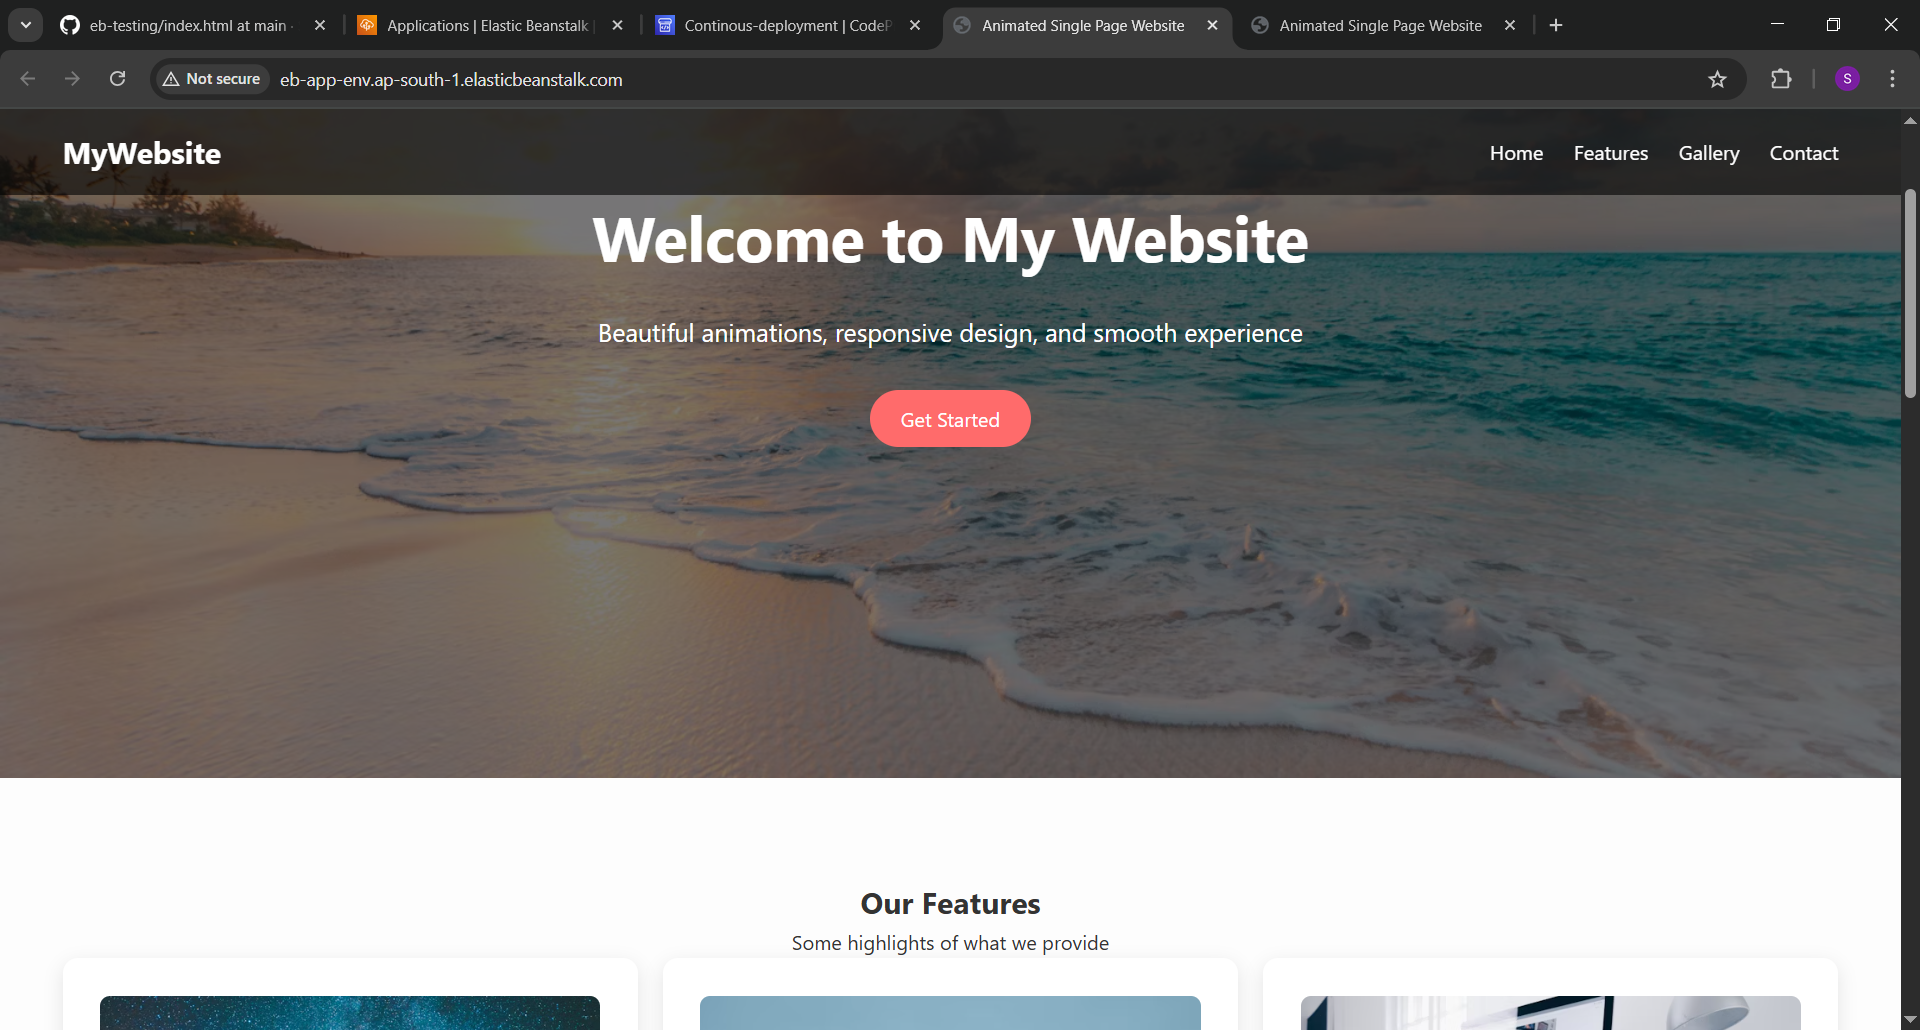 eb-testing/index.html at main ·
Applications | Elastic Beanstalk |
Continous-deployment | CodeP
Animated Single Page Website
Animated Single Page Website
Not secure
eb-app-env.ap-south-1.elasticbeanstalk.com
S
MyWebsite
Home
Features
Gallery
Contact
Welcome to My Website
Beautiful animations, responsive design, and smooth experience
Get Started
Our Features
Some highlights of what we provide